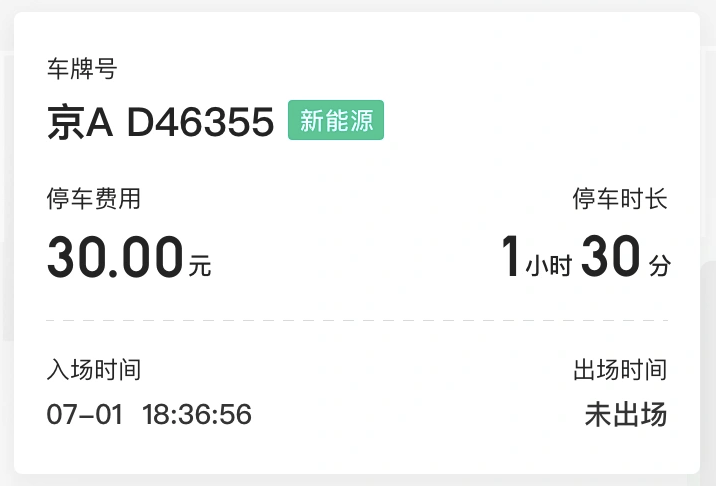 车牌号
京A D46355 新能源
停车费用 停车时长
30.00元 1小时30分
入场时间 出场时间
07-01 18:36:56 未出场